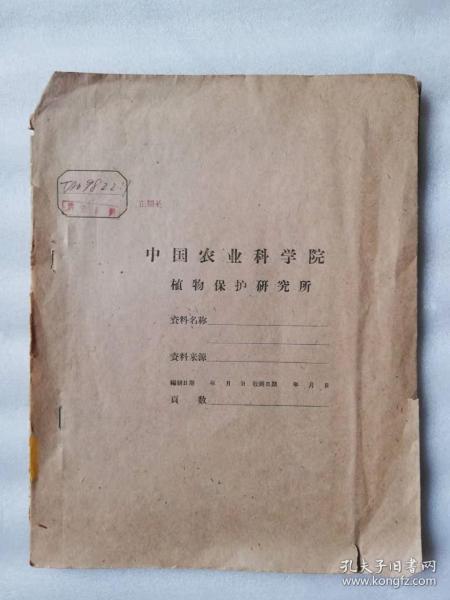 中国农业科学院
植物保护研究所
资料名称
资料来源
编制日期 年 月 日 收到日期 年 月 日
頁 数
孔夫子旧书网
www.kongfz.com